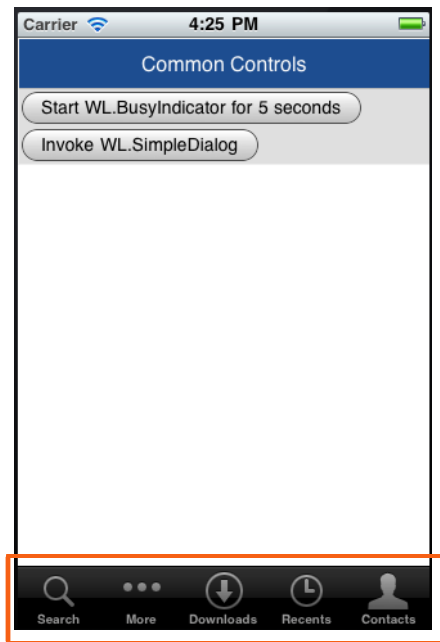 Carrier 4:25 PM
Common Controls
Start WL.BusyIndicator for 5 seconds
Invoke WL.SimpleDialog
Search More Downloads Recents Contacts